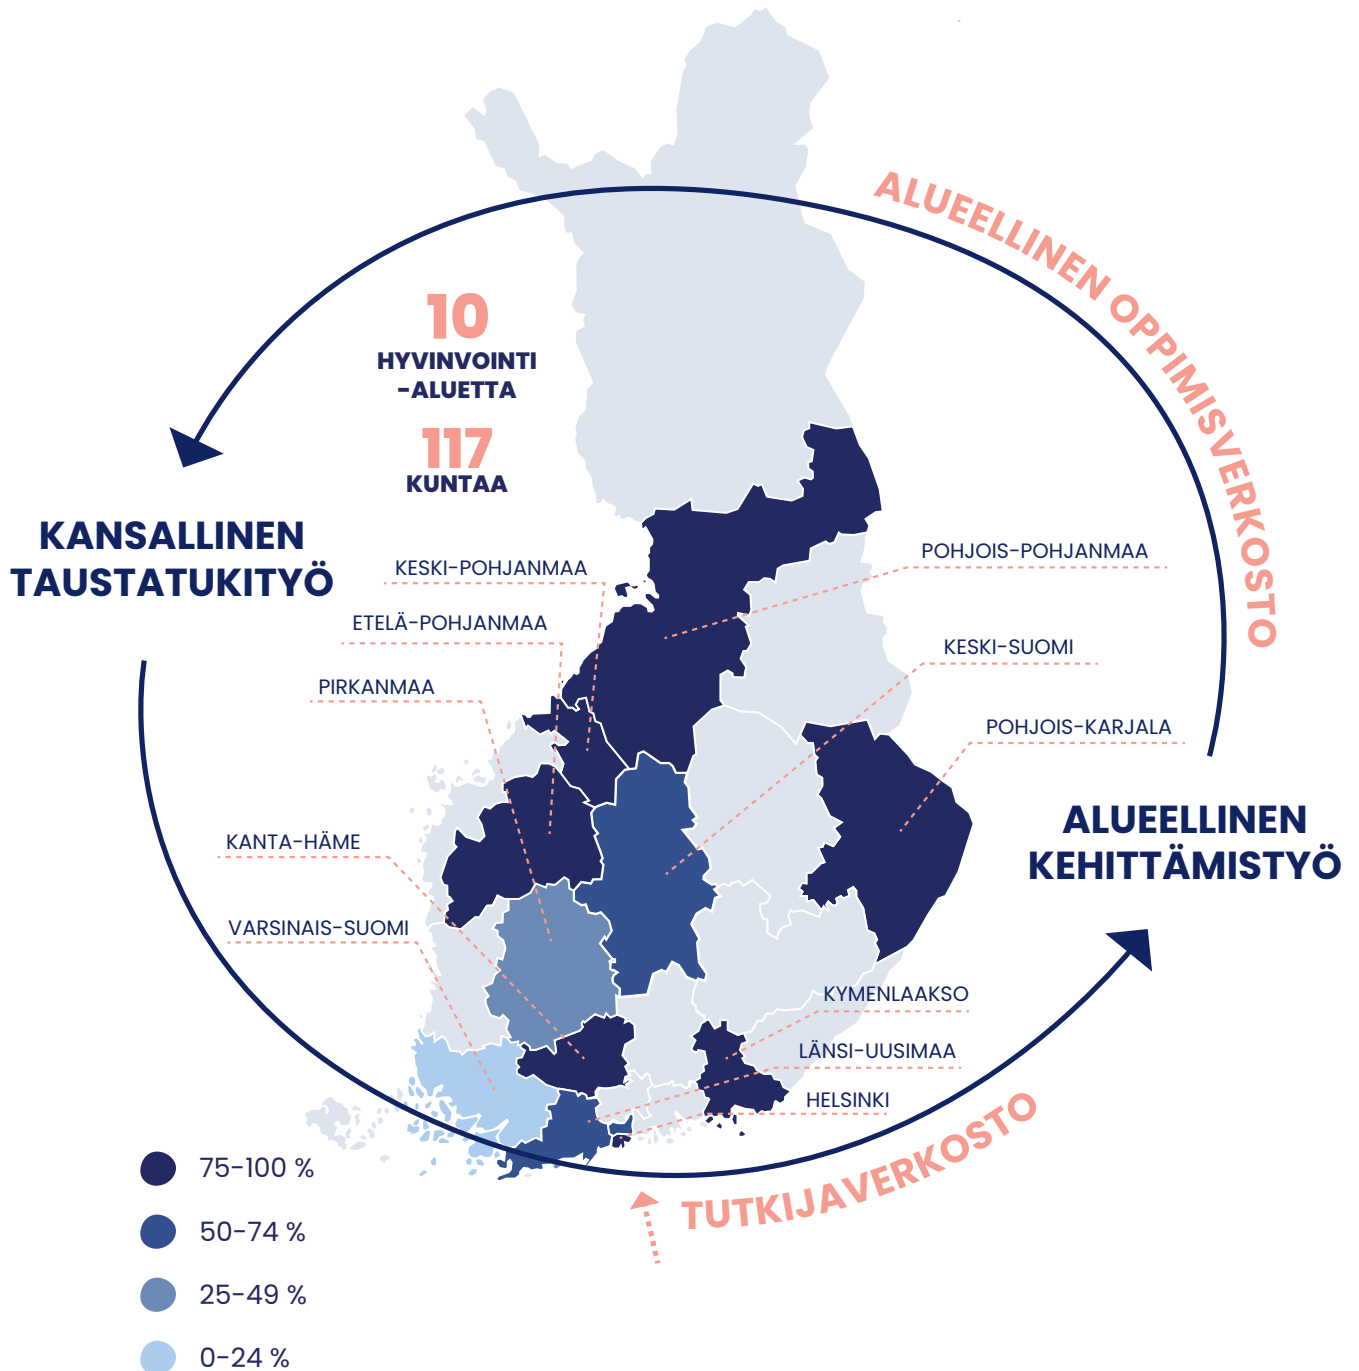 ALUEELLINEN OPPIMISVERKOSTO
10
HYVINVOINTI
-ALUETTA
117
KUNTAA
KANSALLINEN
TAUSTATUKITYÖ
KESKI-POHJANMAA
ETELÄ-POHJANMAA
PIRKANMAA
KANTA-HÄME
VARSINAIS-SUOMI
POHJOIS-POHJANMAA
KESKI-SUOMI
POHJOIS-KARJALA
ALUEELLINEN
KEHITTÄMISTYÖ
KYMENLAAKSO
LÄNSI-UUSIMAA
HELSINKI
TUTKIJAVERKOSTO
75-100 %
50-74 %
25-49 %
0-24 %